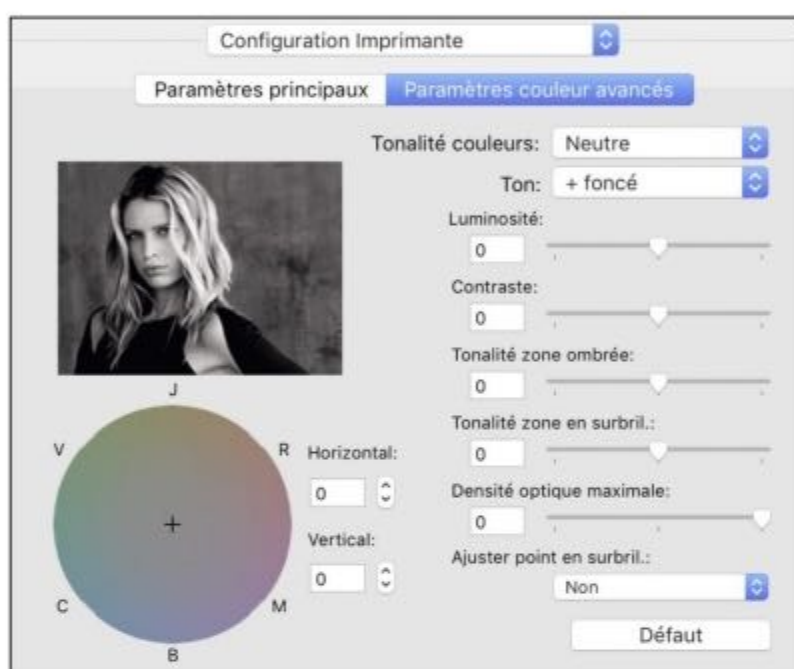 Configuration Imprimante
Paramètres principaux Paramètres couleur avancés
Tonalité couleurs: Neutre
Ton: + foncé
Luminosité:
0
Contraste:
0
Tonalité zone ombrée:
0
Tonalité zone en surbril.:
0
Densité optique maximale:
0
Ajuster point en surbril.:
Non
Défaut
J
V
R
C
M
B
Horizontal:
0
Vertical:
0